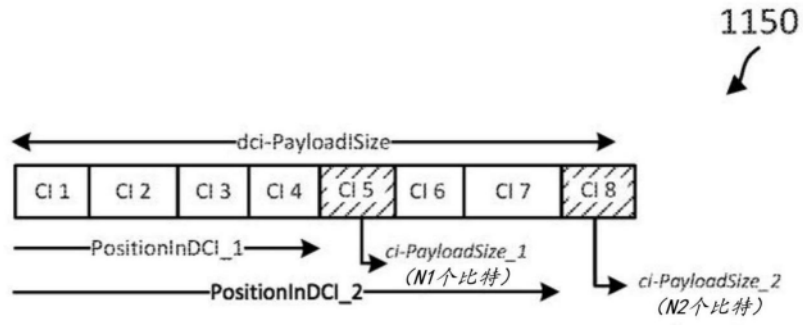 1150
dci-PayloadlSize
CI 1 CI 2 CI 3 CI 4 CI 5 CI 6 CI 7 CI 8
PositionInDCI_1
ci-PayloadSize_1
(N1个比特)
PositionInDCI_2
ci-PayloadSize_2
(N2个比特)